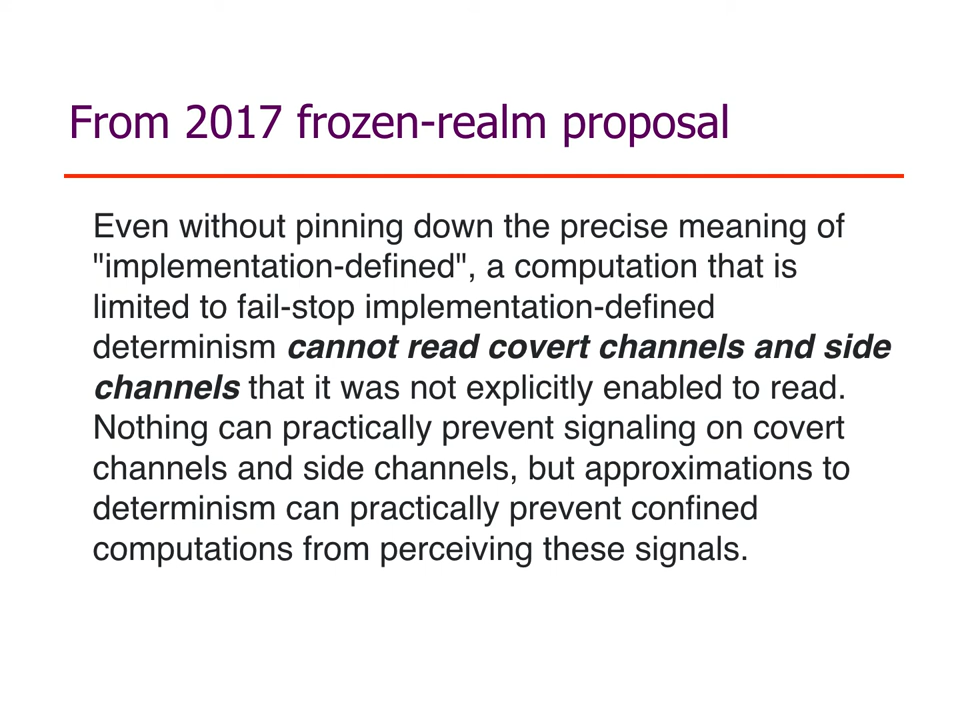 From 2017 frozen-realm proposal
Even without pinning down the precise meaning of
"implementation-defined", a computation that is
limited to fail-stop implementation-defined
determinism cannot read covert channels and side
channels that it was not explicitly enabled to read.
Nothing can practically prevent signaling on covert
channels and side channels, but approximations to
determinism can practically prevent confined
computations from perceiving these signals.